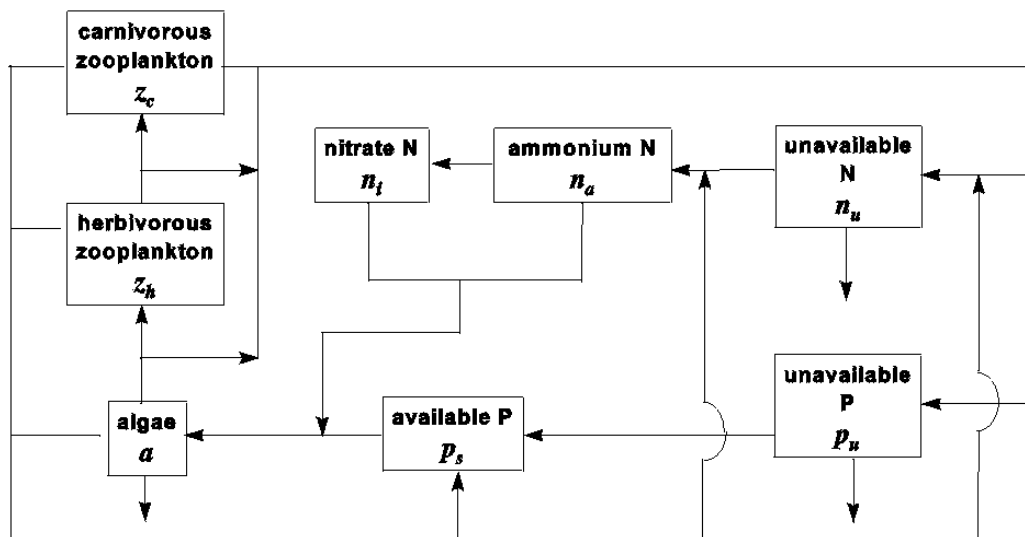 carnivorous
zooplankton
z_c
nitrate N
n_i
ammonium N
n_a
unavailable
N
n_u
herbivorous
zooplankton
z_h
algae
a
available P
p_s
unavailable
P
p_u